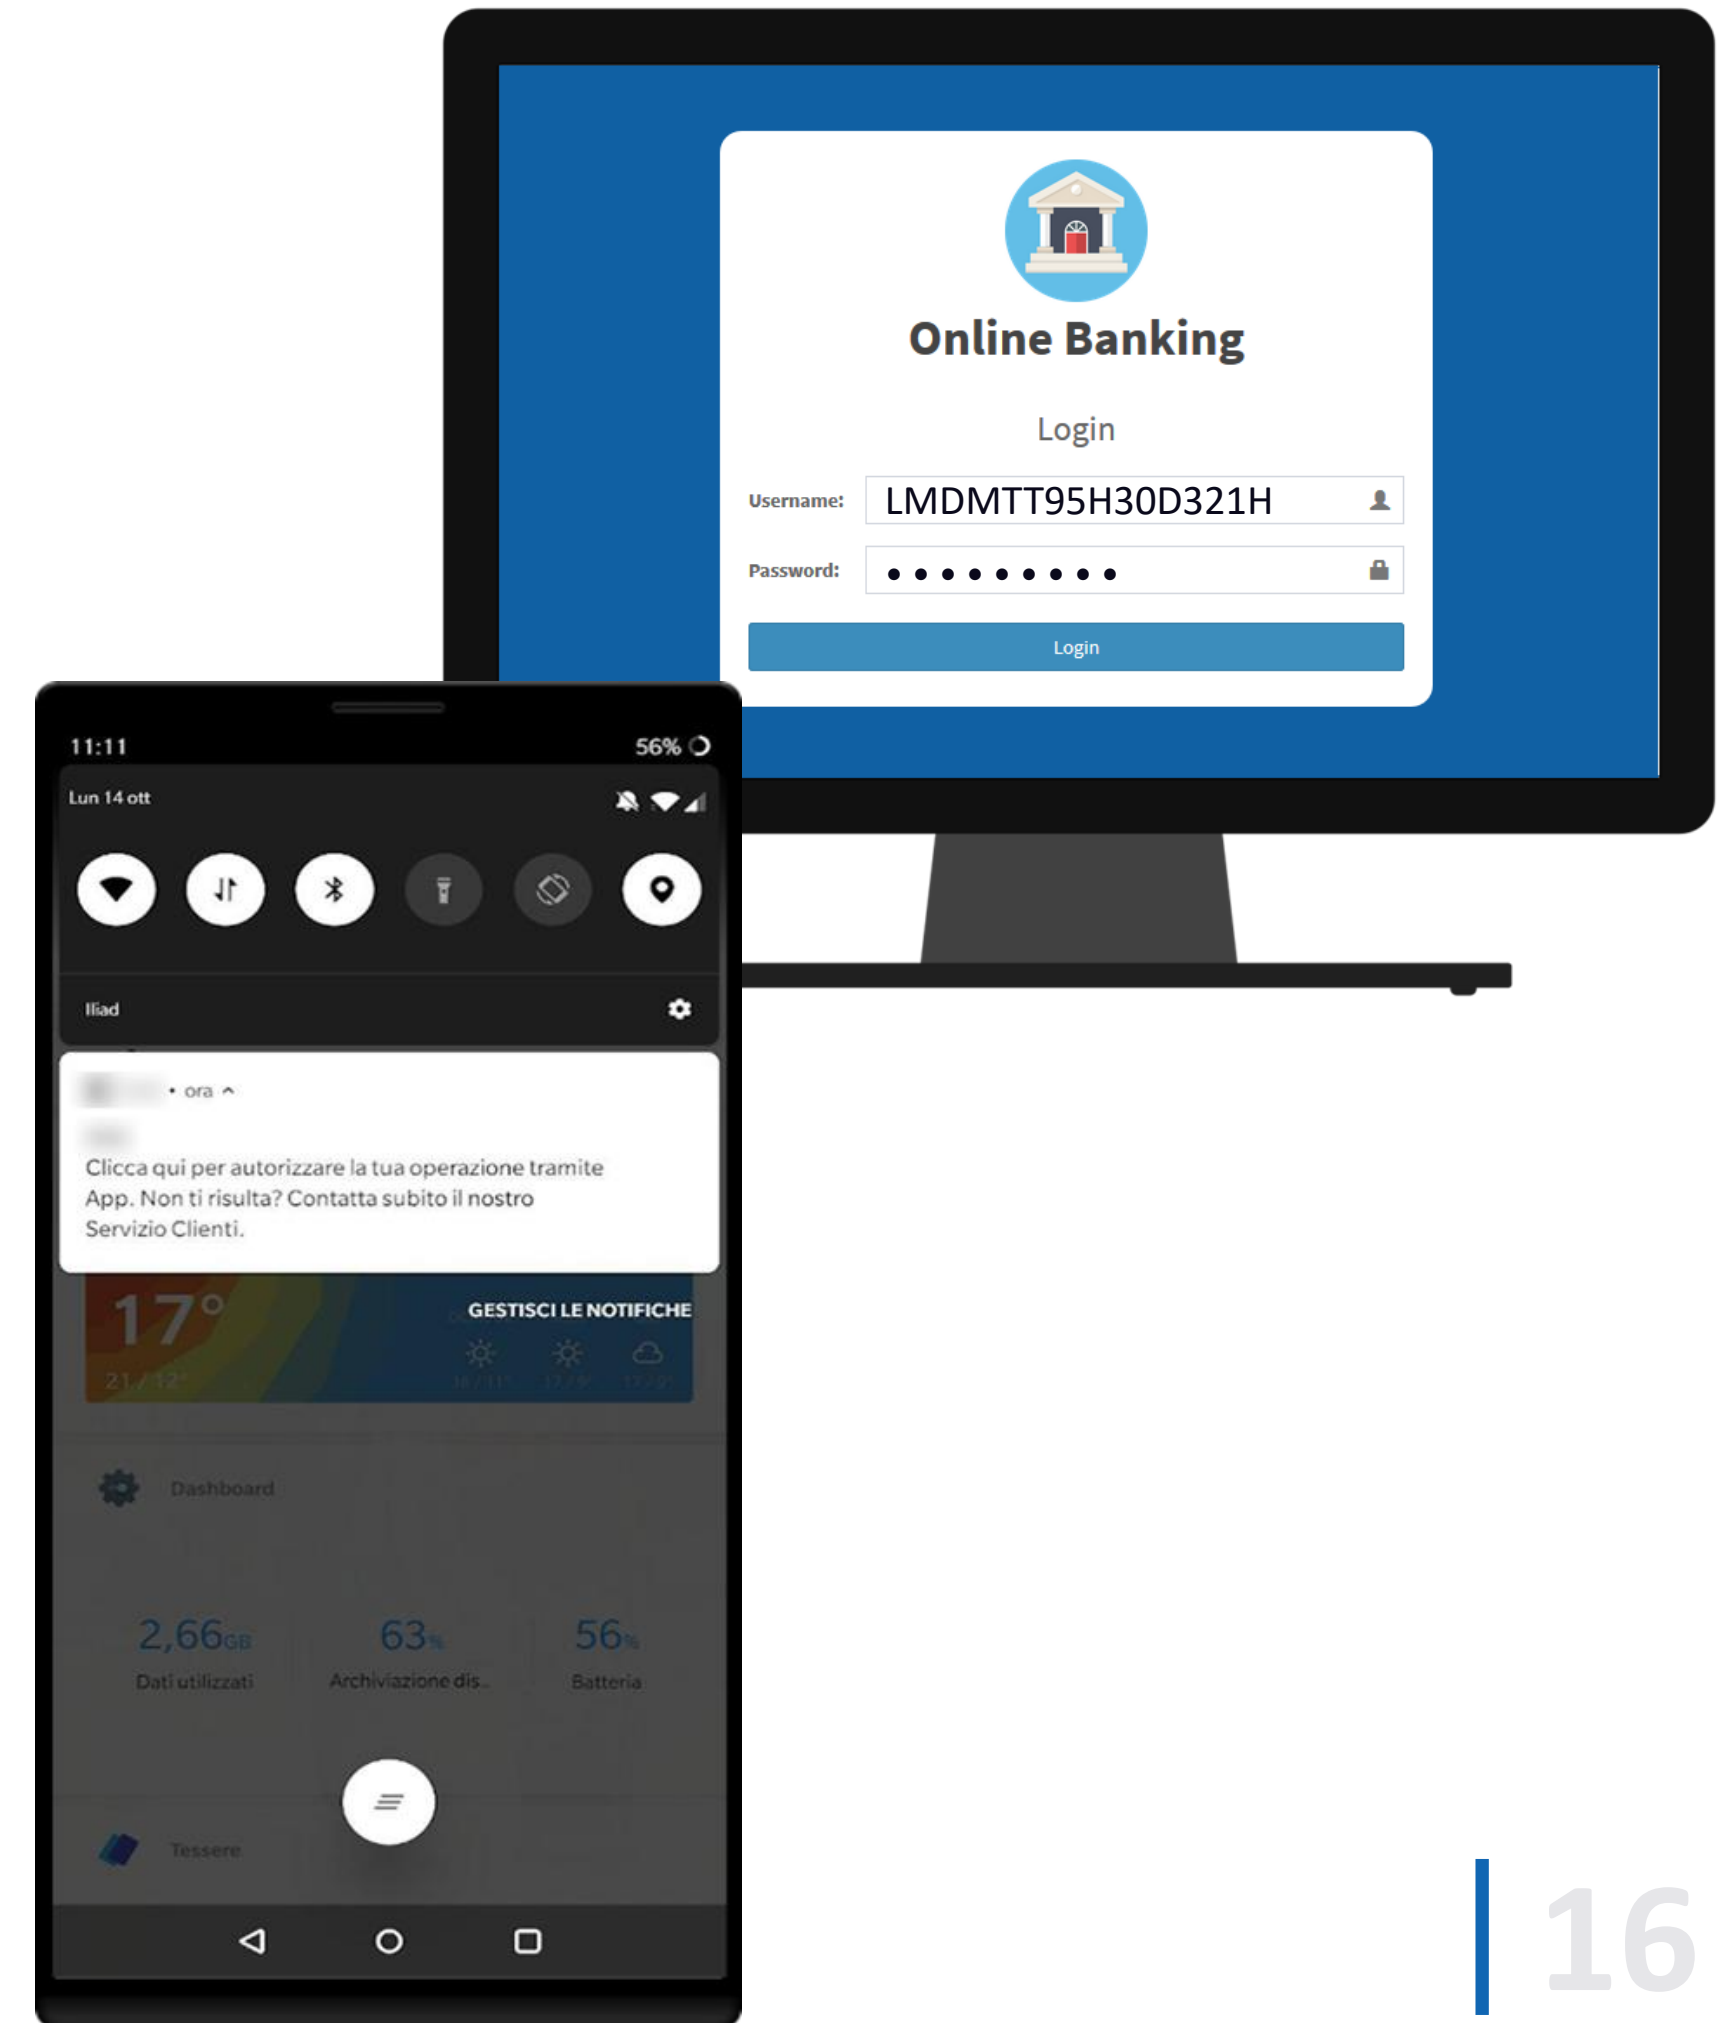 Online Banking
Login
Username: LMDMTT95H30D321H
Password: •••••••••
Login
11:11 56%
Lun 14 ott
Iliad
• ora
Clicca qui per autorizzare la tua operazione tramite
App. Non ti risulta? Contatta subito il nostro
Servizio Clienti.
17°
GESTISCI LE NOTIFICHE
21 / 12°
Dashboard
2,66GB 63% 56%
Dati utilizzati Archiviazione dis... Batteria
Tessere
16